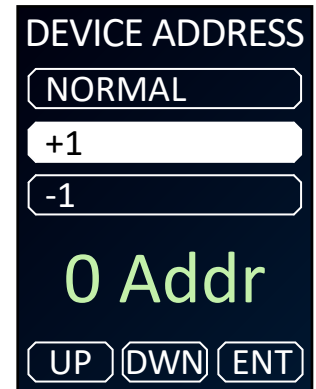 DEVICE ADDRESS
NORMAL
+1
-1
0 Addr
UP DWN ENT